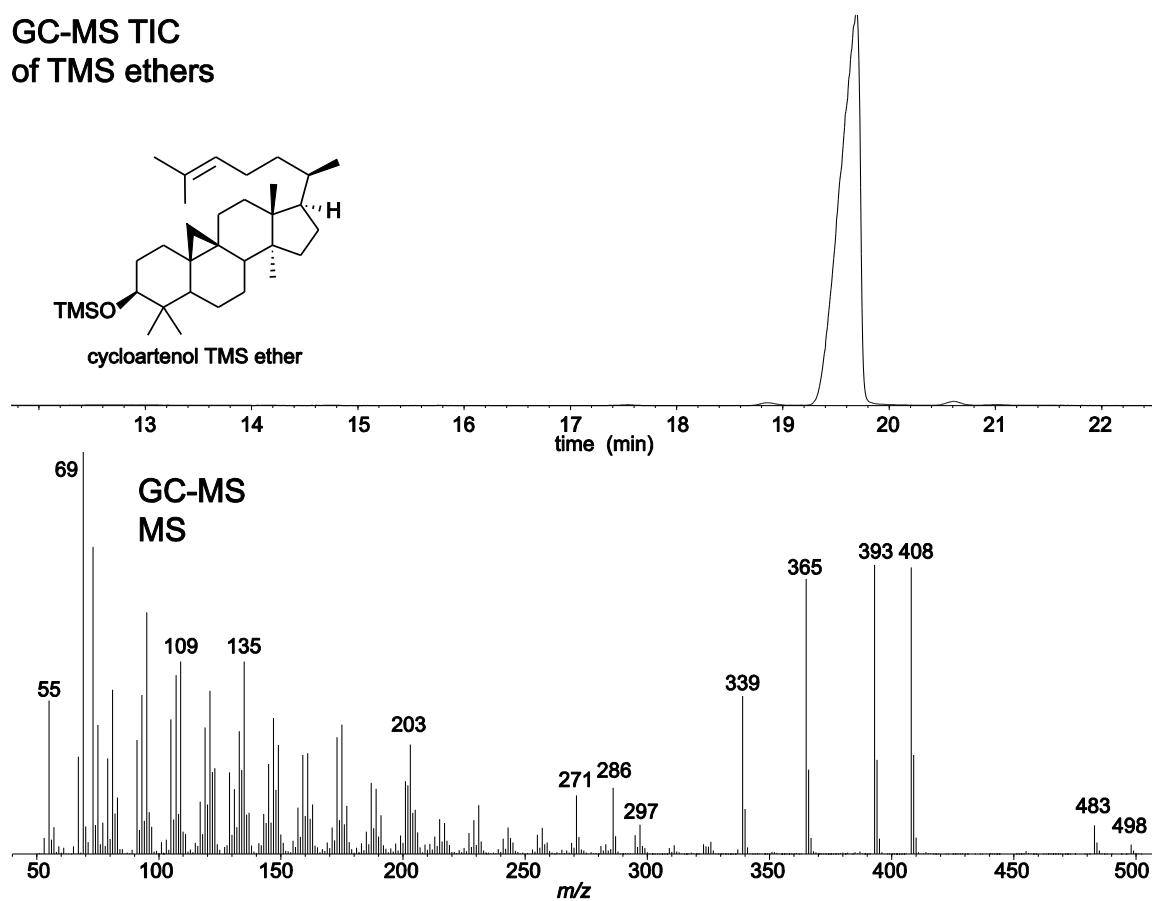 GC-MS TIC
of TMS ethers
H
TMSO
cycloartenol TMS ether
13 14 15 16 17 18 19 20 21 22
time (min)
69
GC-MS
MS
393 408
365
109 135
339
55
203
286
271
297
483
498
50 100 150 200 250 300 350 400 450 500
m/z